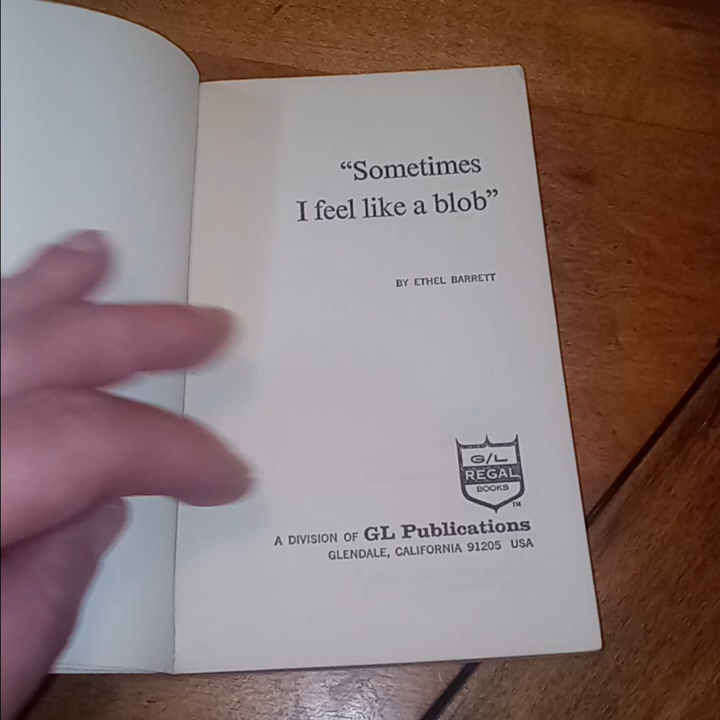 “Sometimes
I feel like a blob”
BY ETHEL BARRETT
G/L
REGAL
BOOKS
TM
A DIVISION OF GL Publications
GLENDALE, CALIFORNIA 91205 USA